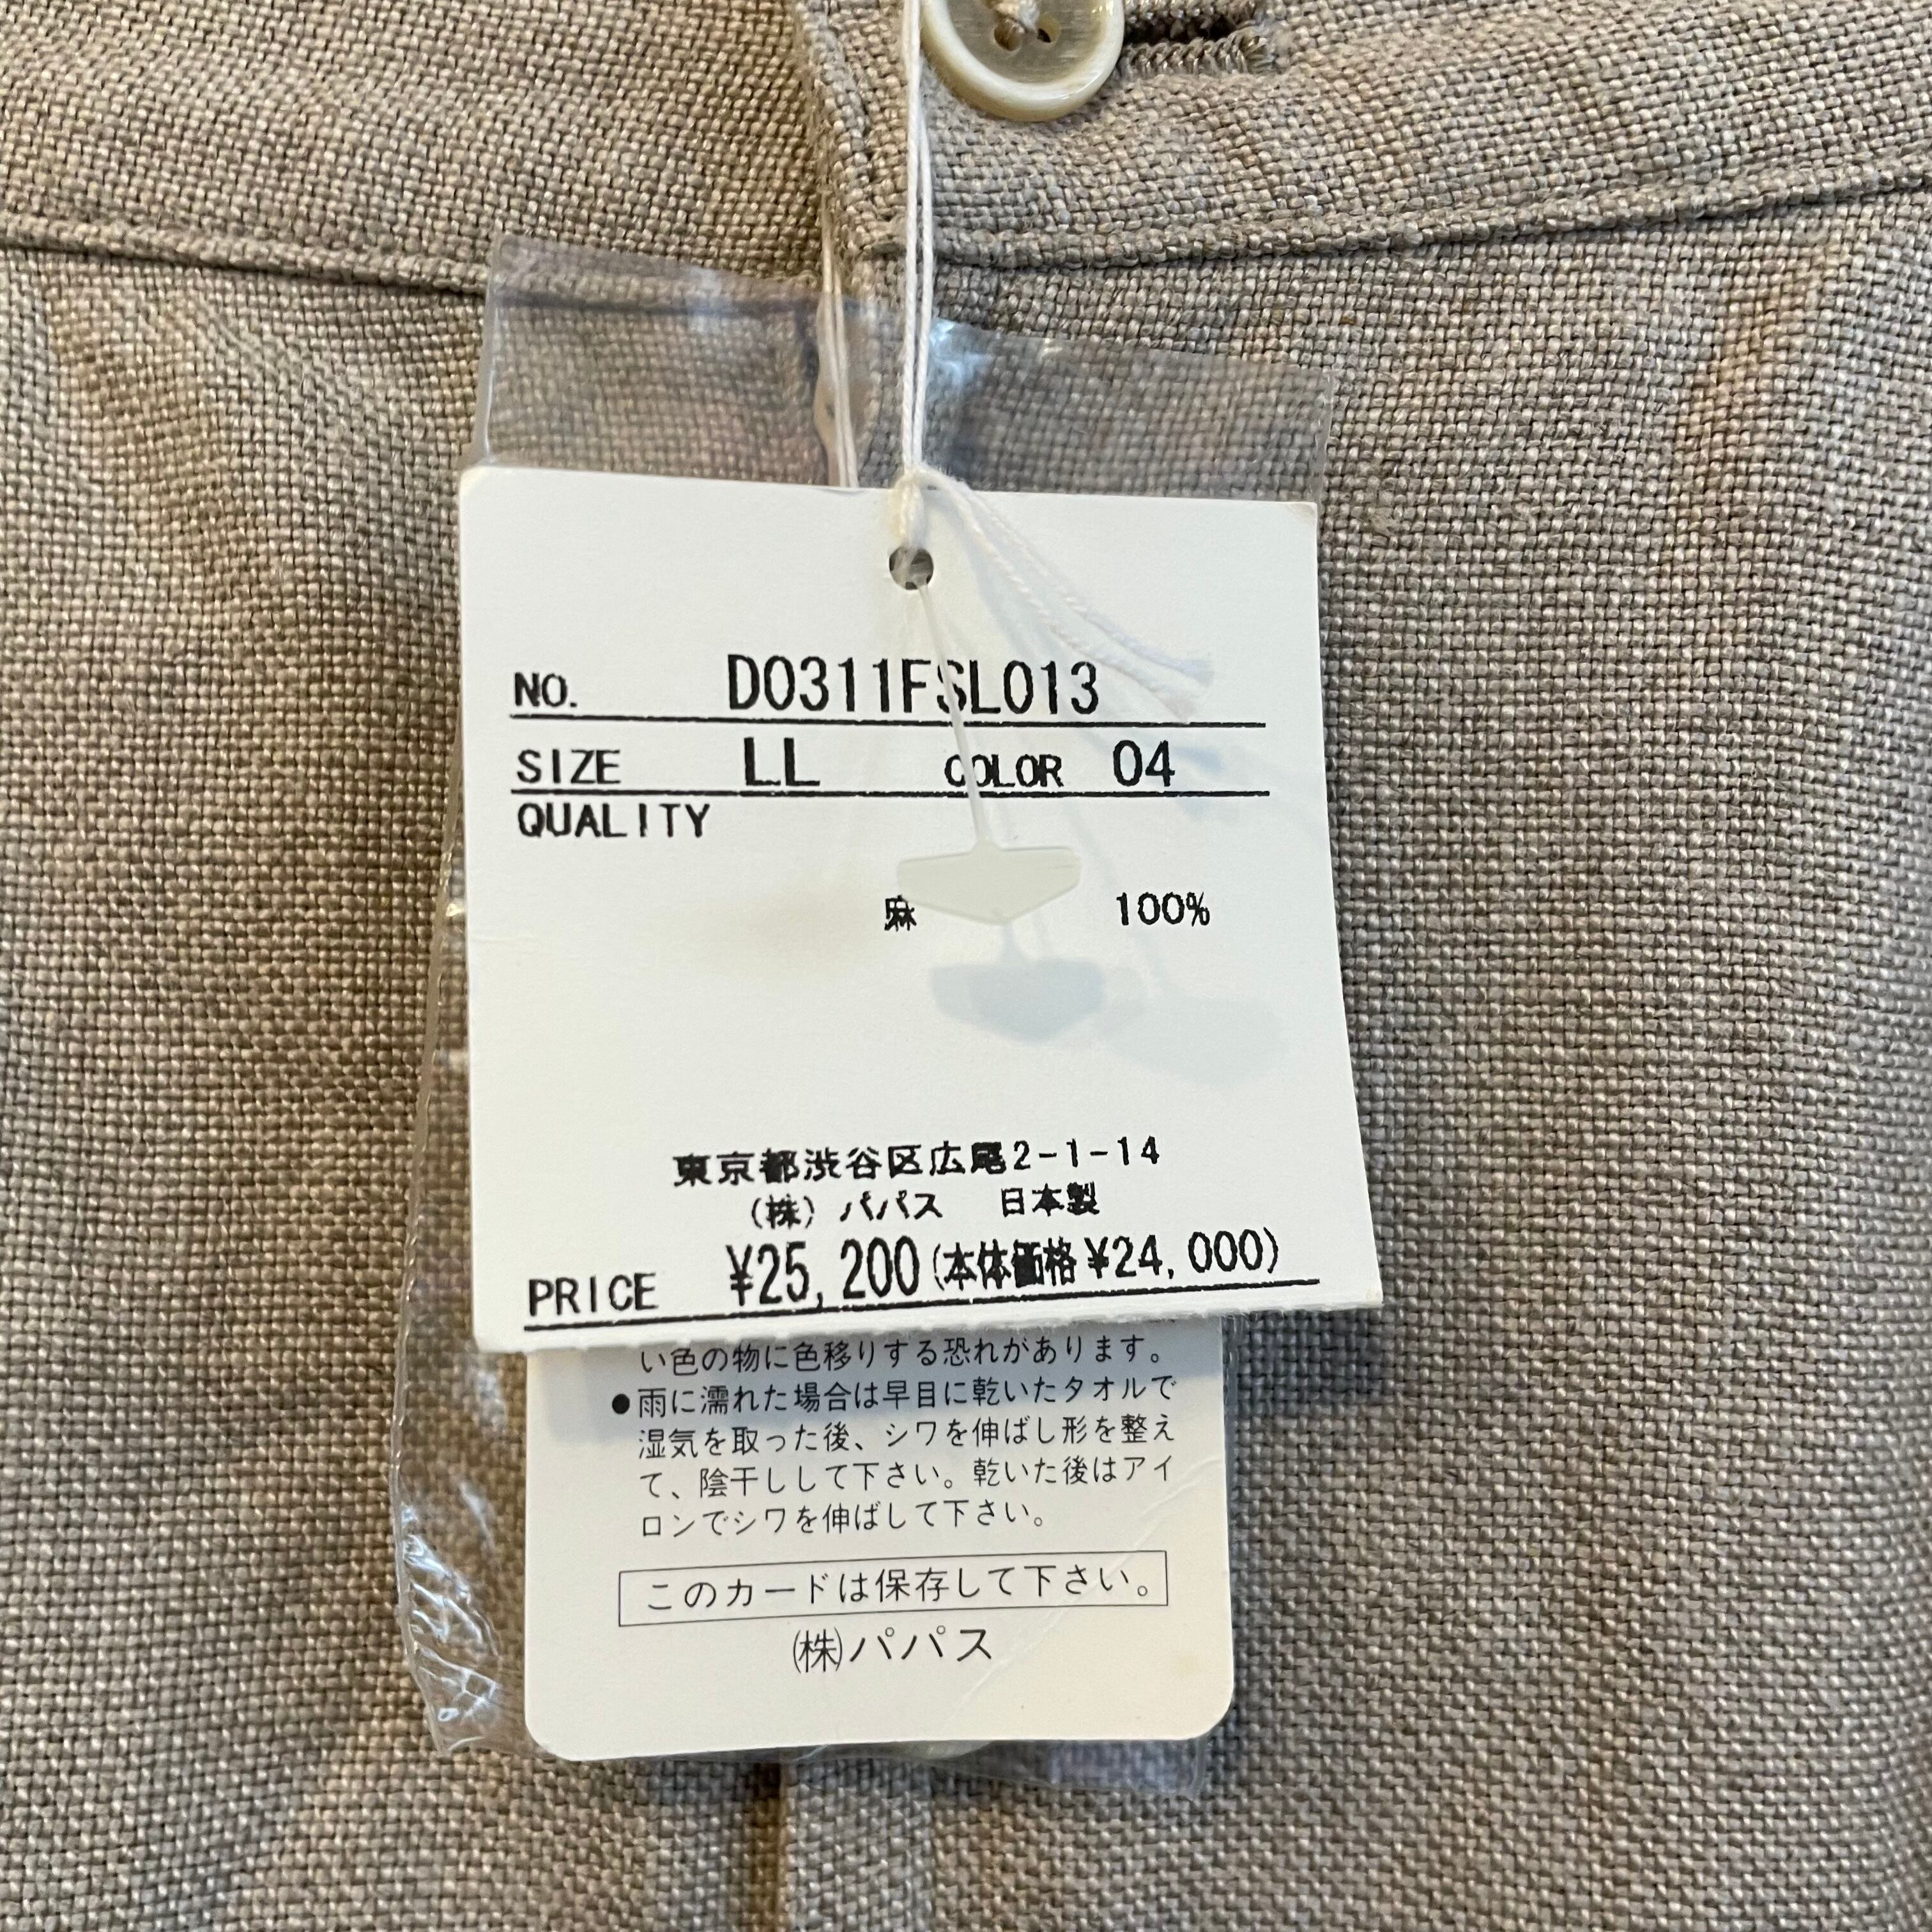 NO. D0311FSL013
SIZE LL COLOR 04
QUALITY
麻 100%
東京都渋谷区広尾2-1-14
(株) パパス 日本製
PRICE ¥25,200(本体価格¥24,000)
い色の物に色移りする恐れがあります。
●雨に濡れた場合は早目に乾いたタオルで
湿気を取った後、シワを伸ばし形を整え
て、陰干しして下さい。乾いた後はアイ
ロンでシワを伸ばして下さい。
このカードは保存して下さい。
㈱パパス